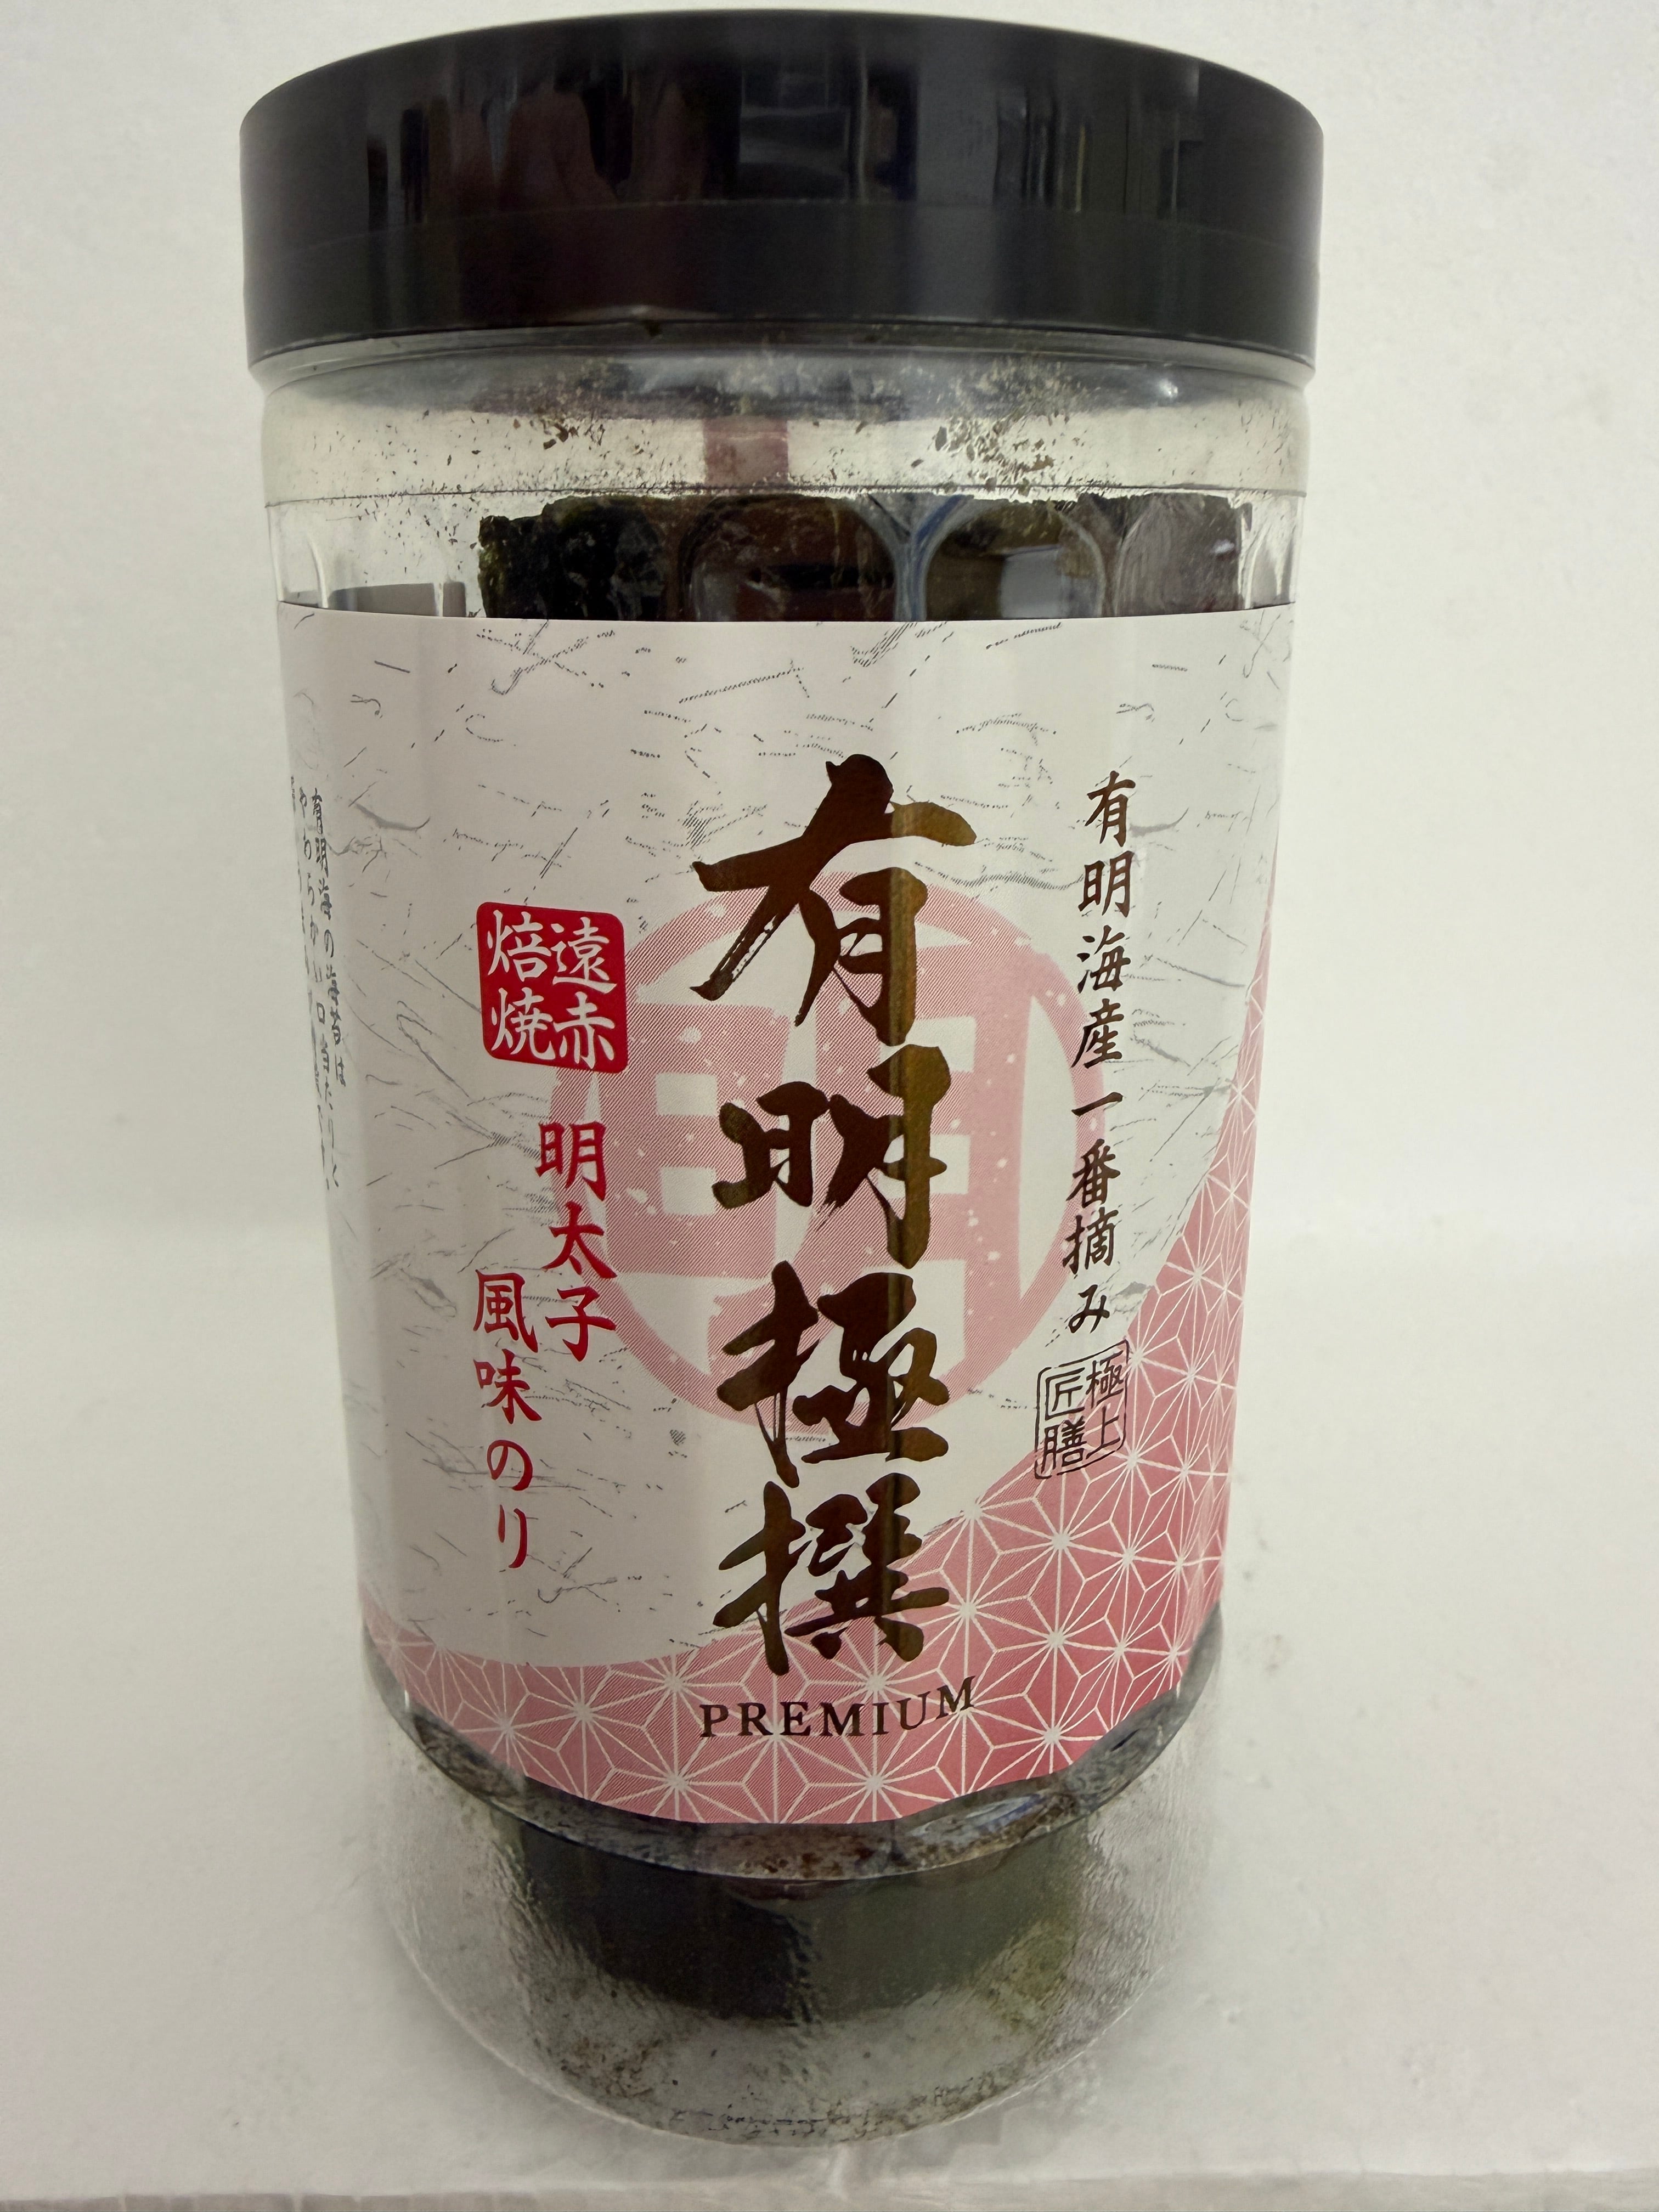 有明海産一番摘み
極上
匠膳
有明極撰
PREMIUM
遠赤
焙焼
明太子
風味のり